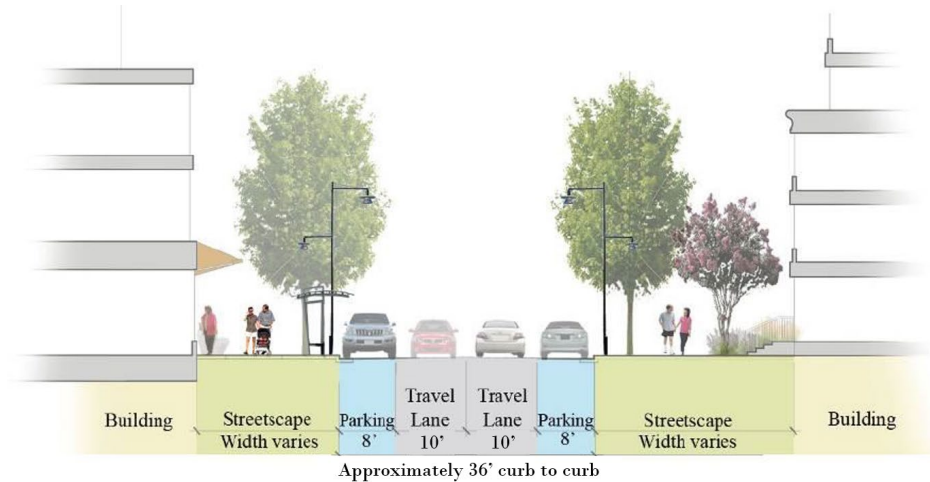 Building
Streetscape
Width varies
Parking
8'
Travel
Lane
10'
Travel
Lane
10'
Parking
8'
Streetscape
Width varies
Building
Approximately 36' curb to curb